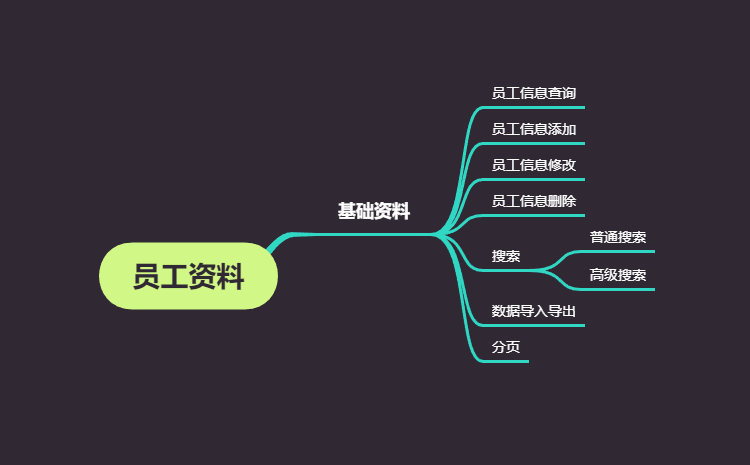 员工资料
基础资料
员工信息查询
员工信息添加
员工信息修改
员工信息删除
搜索
普通搜索
高级搜索
数据导入导出
分页